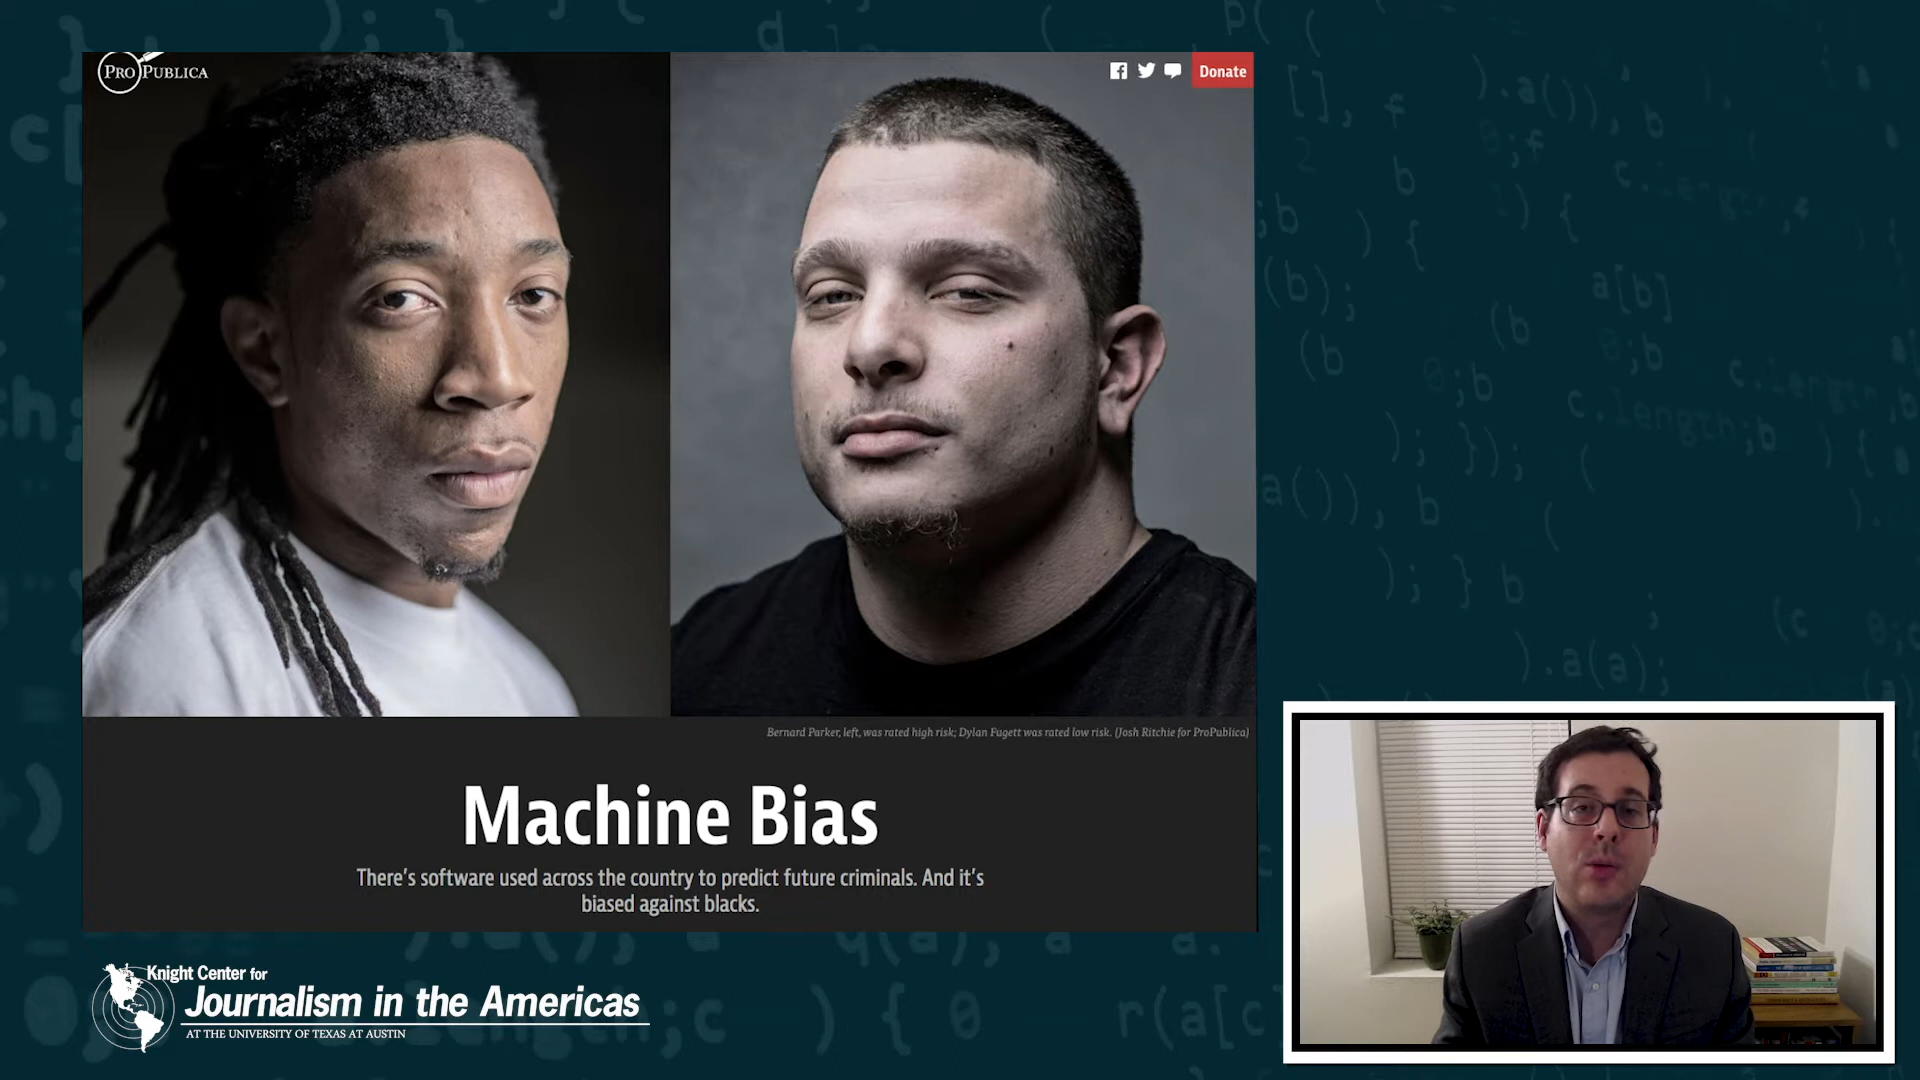 PROPUBLICA
Donate
Bernard Parker, left, was rated high risk; Dylan Fugett was rated low risk. (Josh Ritchie for ProPublica)
Machine Bias
There's software used across the country to predict future criminals. And it's
biased against blacks.
Knight Center for
Journalism in the Americas
AT THE UNIVERSITY OF TEXAS AT AUSTIN